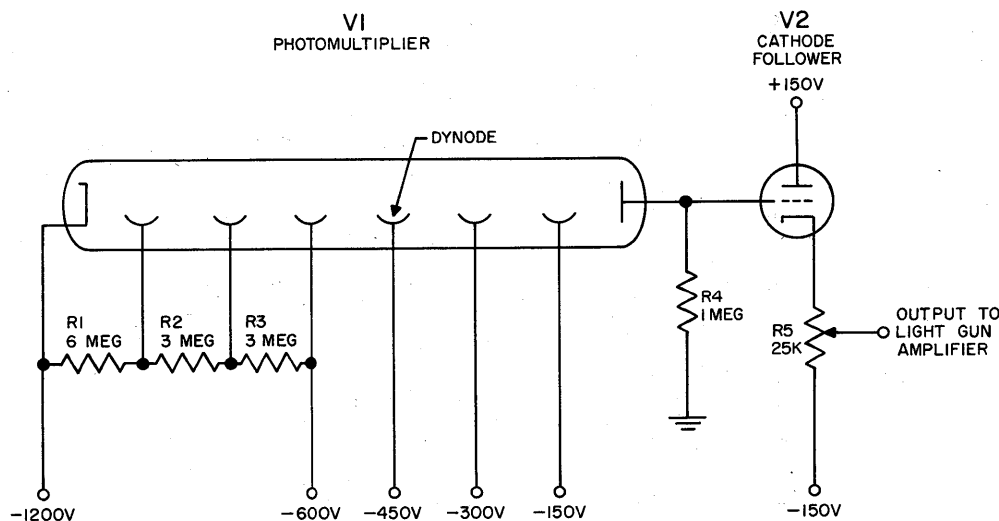 V1
PHOTOMULTIPLIER
V2
CATHODE
FOLLOWER
+150V
DYNODE
R1
6 MEG
R2
3 MEG
R3
3 MEG
R4
1 MEG
R5
25K
OUTPUT TO
LIGHT GUN
AMPLIFIER
-1200V
-600V
-450V
-300V
-150V
-150V